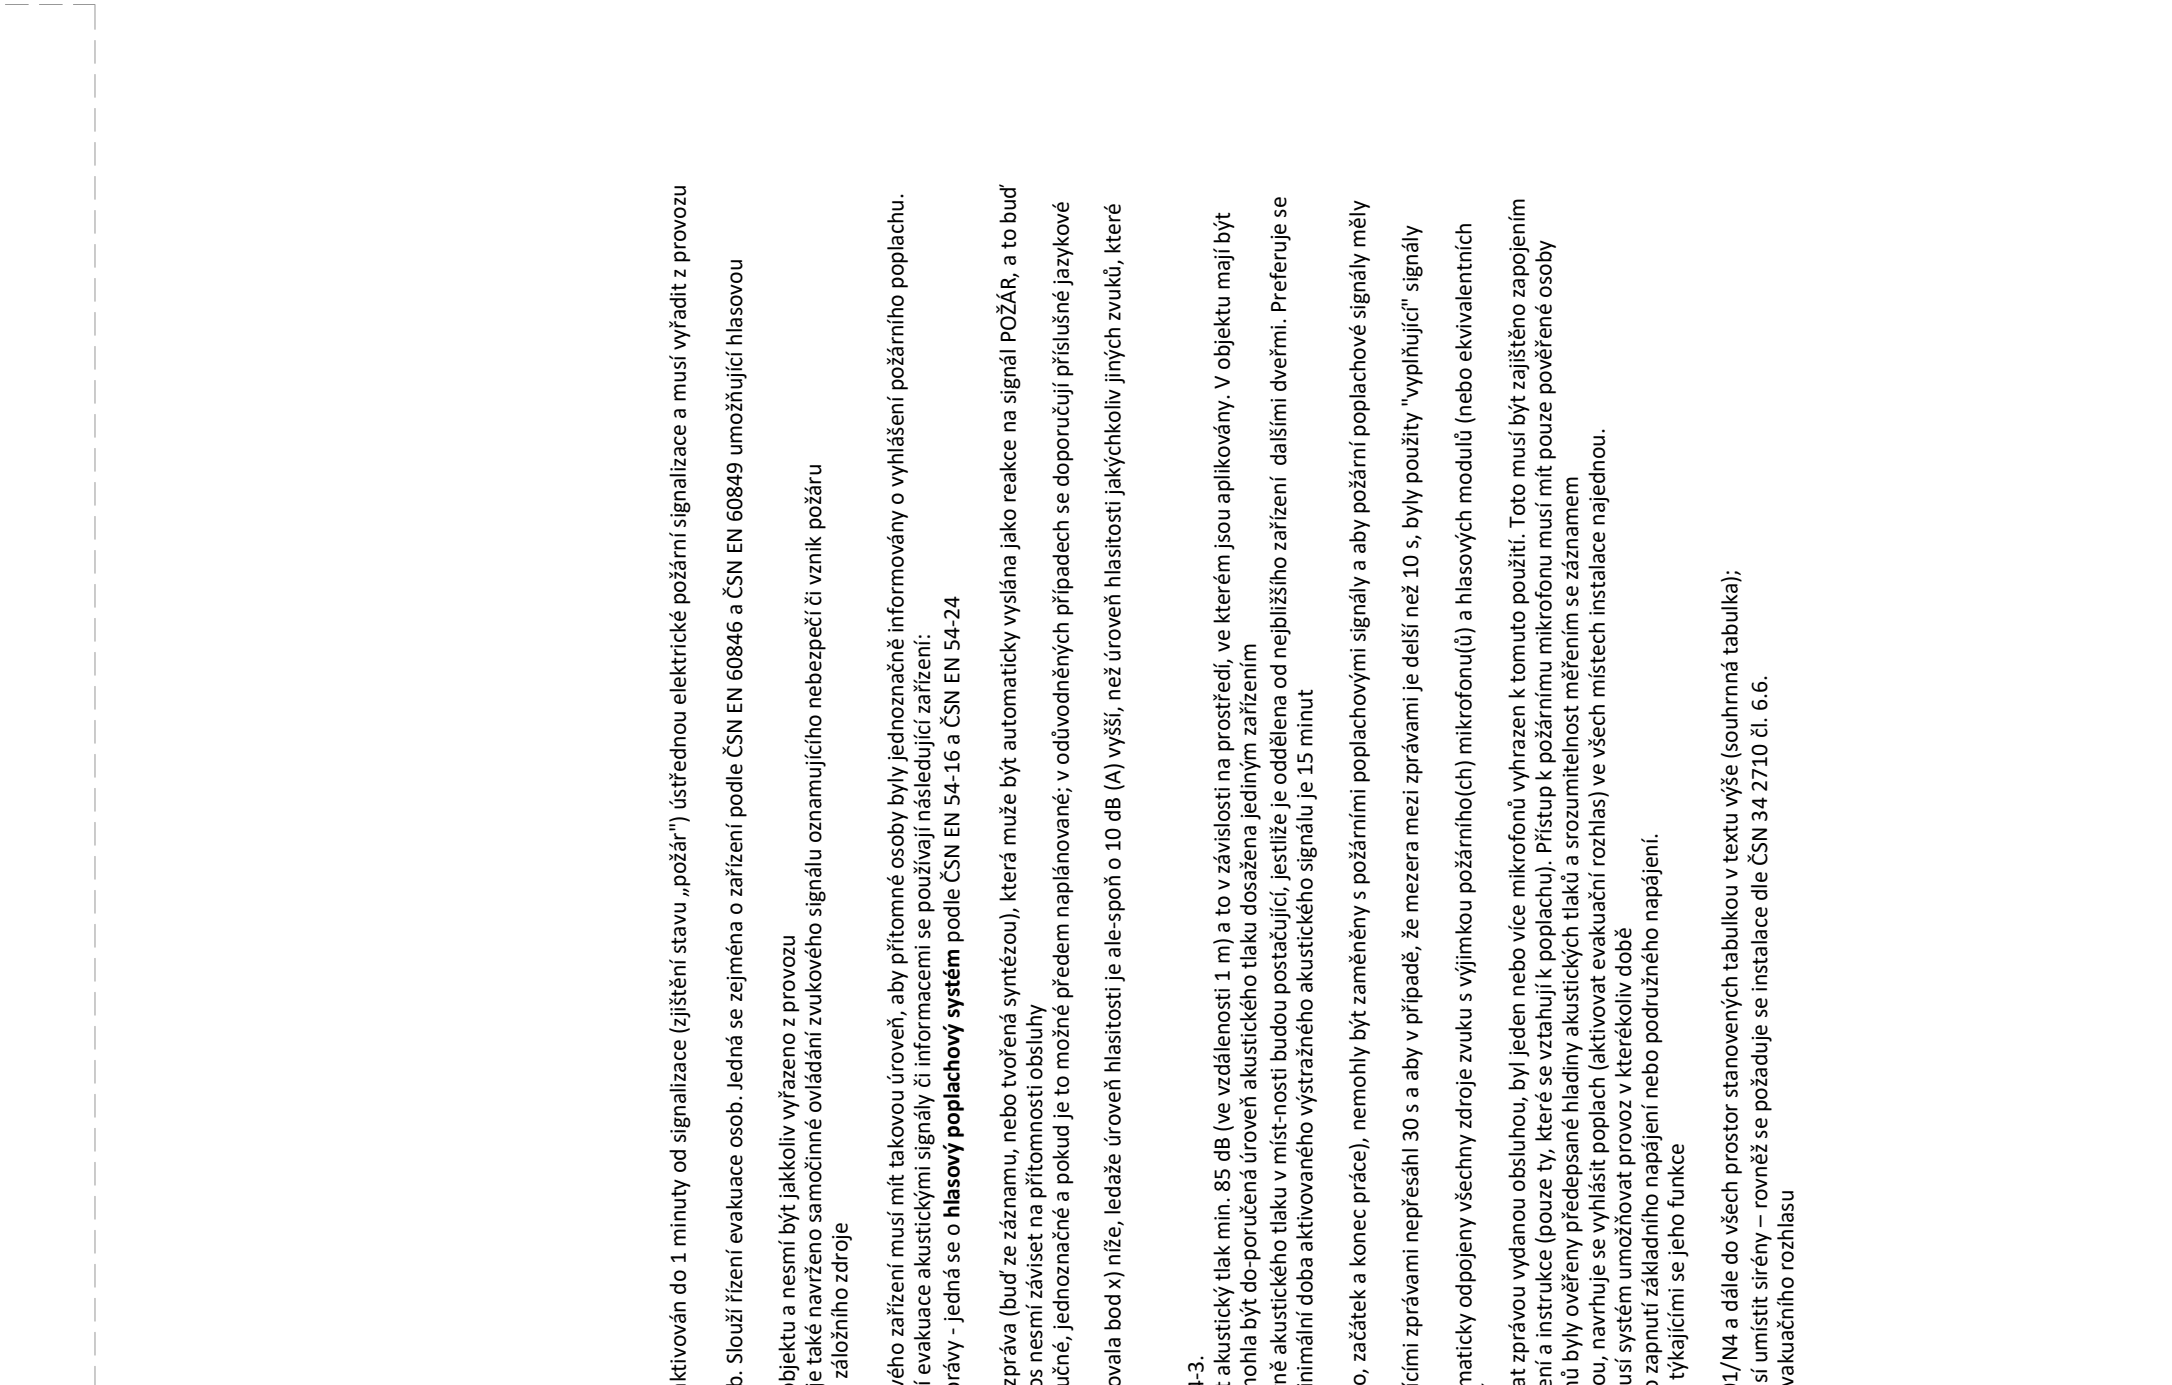 aktivován do 1 minuty od signalizace (zjištění stavu „požár") ústřednou elektrické požární signalizace a musí vyřadit z provozu
b. Slouží řízení evakuace osob. Jedná se zejména o zařízení podle ČSN EN 60846 a ČSN EN 60849 umožňující hlasovou
objektu a nesmí být jakkoliv vyřazeno z provozu
je také navrženo samočinné ovládání zvukového signálu oznamujícího nebezpečí či vznik požáru
záložního zdroje
vého zařízení musí mít takovou úroveň, aby přítomné osoby byly jednoznačně informovány o vyhlášení požárního poplachu.
í evakuace akustickými signály či informacemi se používají následující zařízení:
právy - jedná se o hlasový poplachový systém podle ČSN EN 54-16 a ČSN EN 54-24
zpráva (buď ze záznamu, nebo tvořená syntézou), která muže být automaticky vyslána jako reakce na signál POŽÁR, a to buď
os nesmí záviset na přítomnosti obsluhy
učné, jednoznačné a pokud je to možné předem naplánované; v odůvodněných případech se doporučují příslušné jazykové
ovala bod x) níže, ledaže úroveň hlasitosti je ale-spoň o 10 dB (A) vyšší, než úroveň hlasitosti jakýchkoliv jiných zvuků, které
4-3.
t akustický tlak min. 85 dB (ve vzdálenosti 1 m) a to v závislosti na prostředí, ve kterém jsou aplikovány. V objektu mají být
mohla být do-poručená úroveň akustického tlaku dosažena jediným zařízením
ně akustického tlaku v míst-nosti budou postačující, jestliže je oddělena od nejbližšího zařízení dalšími dveřmi. Preferuje se
inimální doba aktivovaného výstražného akustického signálu je 15 minut
o, začátek a konec práce), nemohly být zaměněny s požárními poplachovými signály a aby požární poplachové signály měly
ícími zprávami nepřesáhl 30 s a aby v případě, že mezera mezi zprávami je delší než 10 s, byly použity "vyplňující" signály
maticky odpojeny všechny zdroje zvuku s výjimkou požárního(ch) mikrofonu(ů) a hlasových modulů (nebo ekvivalentních
at zprávou vydanou obsluhou, byl jeden nebo více mikrofonů vyhrazen k tomuto použití. Toto musí být zajištěno zapojením
ení a instrukce (pouze ty, které se vztahují k poplachu). Přístup k požárnímu mikrofonu musí mít pouze pověřené osoby
nů byly ověřeny předepsané hladiny akustických tlaků a srozumitelnost měřením se záznamem
ou, navrhuje se vyhlásit poplach (aktivovat evakuační rozhlas) ve všech místech instalace najednou.
usí systém umožňovat provoz v kterékoliv době
o zapnutí základního napájení nebo podružného napájení.
týkajícími se jeho funkce
01/N4 a dále do všech prostor stanovených tabulkou v textu výše (souhrnná tabulka);
sí umístit sirény – rovněž se požaduje se instalace dle ČSN 34 2710 čl. 6.6.
vakuačního rozhlasu